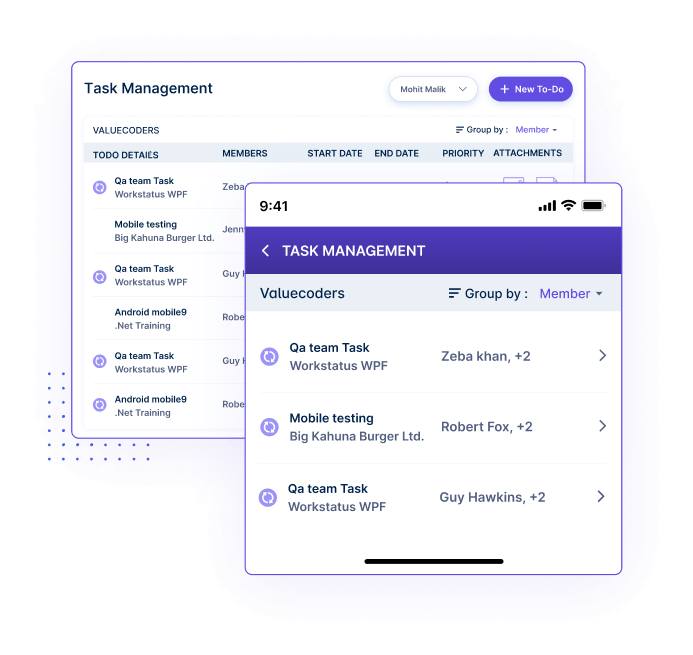 Task Management
Mohit Malik
+ New To-Do
VALUECODERS
Group by : Member
TODO DETAIES MEMBERS START DATE END DATE PRIORITY ATTACHMENTS
Qa team Task
Workstatus WPF
Zeba
Mobile testing
Big Kahuna Burger Ltd.
Jenn
Qa team Task
Workstatus WPF
Guy
Android mobile9
.Net Training
Robe
Qa team Task
Workstatus WPF
Guy
Android mobile9
.Net Training
Robe
9:41
TASK MANAGEMENT
Valuecoders
Group by : Member
Qa team Task
Workstatus WPF
Zeba khan, +2
Mobile testing
Big Kahuna Burger Ltd.
Robert Fox, +2
Qa team Task
Workstatus WPF
Guy Hawkins, +2